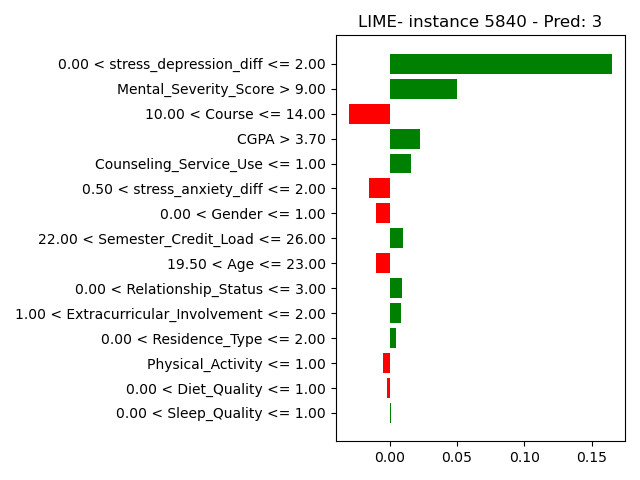 LIME- instance 5840 - Pred: 3
0.00 < stress_depression_diff <= 2.00
Mental_Severity_Score > 9.00
10.00 < Course <= 14.00
CGPA > 3.70
Counseling_Service_Use <= 1.00
0.50 < stress_anxiety_diff <= 2.00
0.00 < Gender <= 1.00
22.00 < Semester_Credit_Load <= 26.00
19.50 < Age <= 23.00
0.00 < Relationship_Status <= 3.00
1.00 < Extracurricular_Involvement <= 2.00
0.00 < Residence_Type <= 2.00
Physical_Activity <= 1.00
0.00 < Diet_Quality <= 1.00
0.00 < Sleep_Quality <= 1.00
0.00 0.05 0.10 0.15